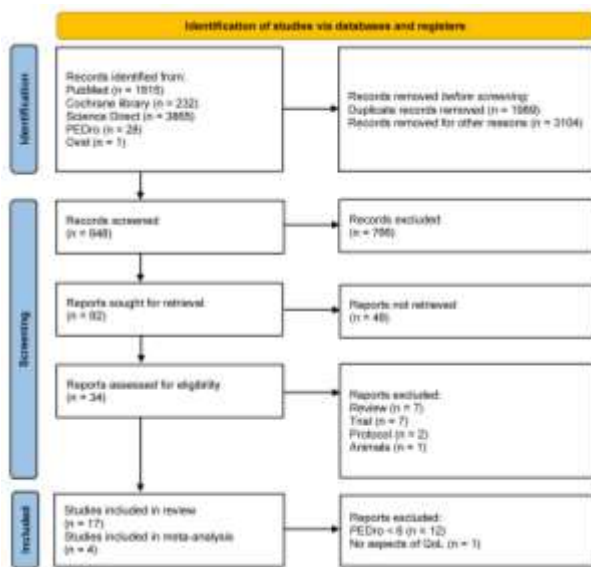 Identification of studies via databases and registers
Identification
Records identified from:
PubMed (n = 1815)
Cochrane library (n = 232)
Science Direct (n = 3865)
PEDro (n = 28)
Ovid (n = 1)
Records removed before screening:
Duplicate records removed (n = 1989)
Records removed for other reasons (n = 3104)
Screening
Records screened
(n = 848)
Records excluded
(n = 766)
Reports sought for retrieval
(n = 82)
Reports not retrieved
(n = 48)
Reports assessed for eligibility
(n = 34)
Reports excluded:
Review (n = 7)
Trial (n = 7)
Protocol (n = 2)
Animals (n = 1)
Included
Studies included in review
(n = 17)
Studies included in meta-analysis
(n = 4)
Reports excluded:
PEDro < 6 (n = 12)
No aspects of QoL (n = 1)